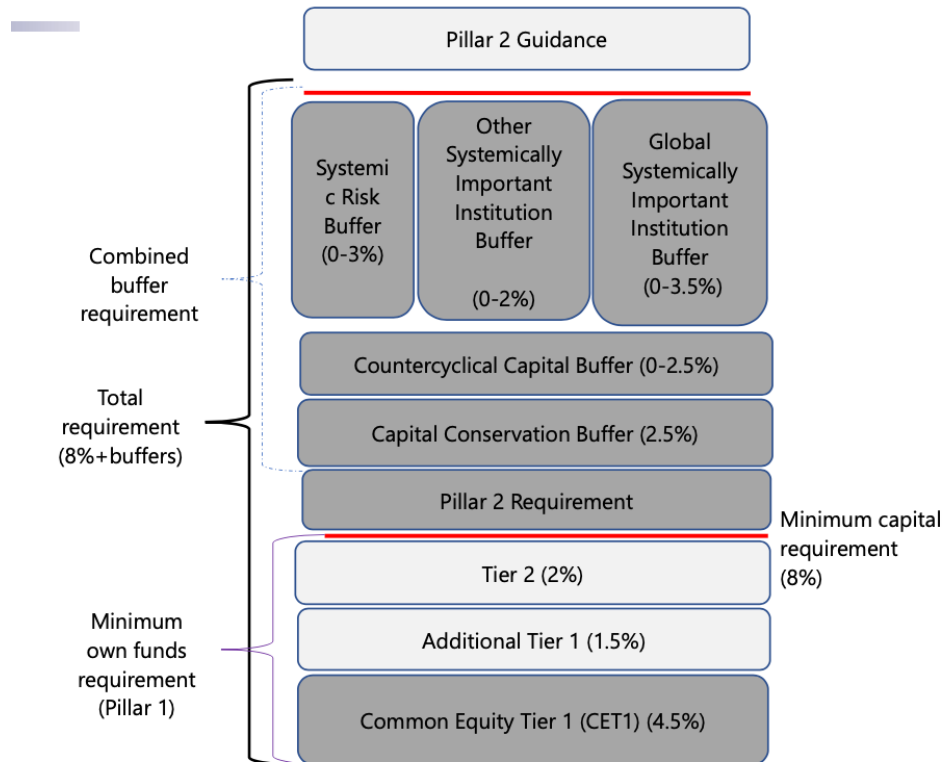 Pillar 2 Guidance
Systemi
c Risk
Buffer
(0-3%)
Other
Systemically
Important
Institution
Buffer
(0-2%)
Global
Systemically
Important
Institution
Buffer
(0-3.5%)
Combined
buffer
requirement
Countercyclical Capital Buffer (0-2.5%)
Total
requirement
(8%+buffers)
Capital Conservation Buffer (2.5%)
Pillar 2 Requirement
Minimum capital
requirement
(8%)
Tier 2 (2%)
Minimum
own funds
requirement
(Pillar 1)
Additional Tier 1 (1.5%)
Common Equity Tier 1 (CET1) (4.5%)